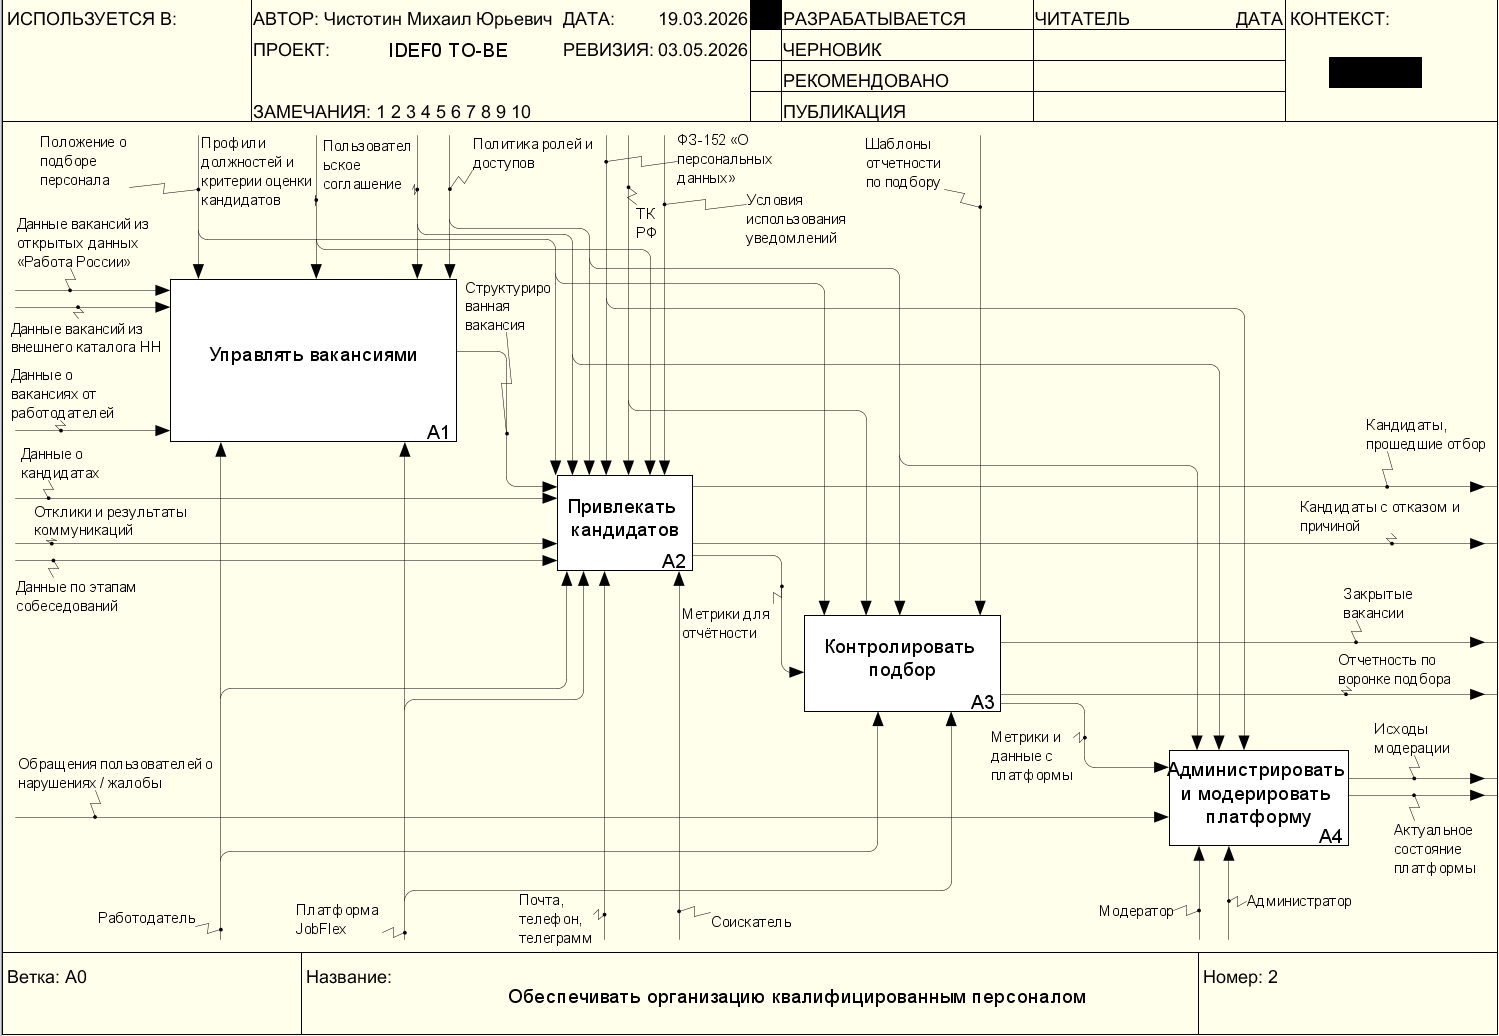 ИСПОЛЬЗУЕТСЯ В:
АВТОР: Чистотин Михаил Юрьевич
ДАТА: 19.03.2026
ПРОЕКТ: IDEF0 TO-BE
РЕВИЗИЯ: 03.05.2026
ЗАМЕЧАНИЯ: 1 2 3 4 5 6 7 8 9 10
РАЗРАБАТЫВАЕТСЯ
ЧЕРНОВИК
РЕКОМЕНДОВАНО
ПУБЛИКАЦИЯ
ЧИТАТЕЛЬ
ДАТА
КОНТЕКСТ:
Положение о
подборе
персонала
Профили
должностей и
критерии оценки
кандидатов
Пользовател
ьское
соглашение
Политика ролей и
доступов
ФЗ-152 «О
персональных
данных»
ТК
РФ
Условия
использования
уведомлений
Шаблоны
отчетности
по подбору
Данные вакансий из
открытых данных
«Работа России»
Данные вакансий из
внешнего каталога HH
Данные о
вакансиях от
работодателей
Управлять вакансиями
A1
Структуриро
ванная
вакансия
Данные о
кандидатах
Отклики и результаты
коммуникаций
Данные по этапам
собеседований
Привлекать
кандидатов
A2
Кандидаты,
прошедшие отбор
Кандидаты с отказом и
причиной
Метрики для
отчётности
Контролировать
подбор
A3
Закрытые
вакансии
Отчетность по
воронке подбора
Метрики и
данные с
платформы
Обращения пользователей о
нарушениях / жалобы
Администрировать
и модерировать
платформу
A4
Исходы
модерации
Актуальное
состояние
платформы
Работодатель
Платформа
JobFlex
Почта,
телефон,
телеграмм
Соискатель
Модератор
Администратор
Ветка: A0
Название:
Обеспечивать организацию квалифицированным персоналом
Номер: 2